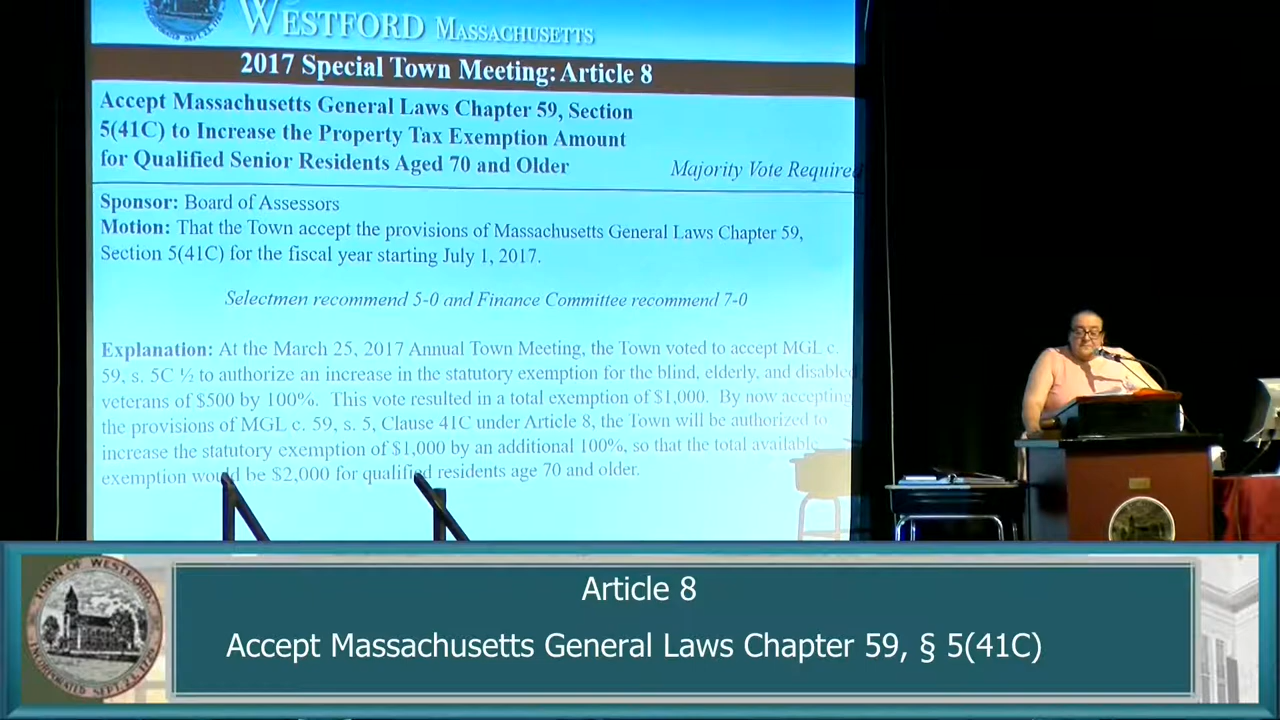 WESTFORD MASSACHUSETTS
2017 Special Town Meeting: Article 8
Accept Massachusetts General Laws Chapter 59, Section
5(41C) to Increase the Property Tax Exemption Amount
for Qualified Senior Residents Aged 70 and Older
Majority Vote Required
Sponsor: Board of Assessors
Motion: That the Town accept the provisions of Massachusetts General Laws Chapter 59,
Section 5(41C) for the fiscal year starting July 1, 2017.
Selectmen recommend 5-0 and Finance Committee recommend 7-0
Explanation: At the March 25, 2017 Annual Town Meeting, the Town voted to accept MGL c.
59, s. 5C ½ to authorize an increase in the statutory exemption for the blind, elderly, and disabled
veterans of $500 by 100%. This vote resulted in a total exemption of $1,000. By now accepting
the provisions of MGL c. 59, s. 5, Clause 41C under Article 8, the Town will be authorized to
increase the statutory exemption of $1,000 by an additional 100%, so that the total available
exemption would be $2,000 for qualified residents age 70 and older.
TOWN OF WESTFORD
INCORPORATED SEPT. 23, 1729
Article 8
Accept Massachusetts General Laws Chapter 59, § 5(41C)